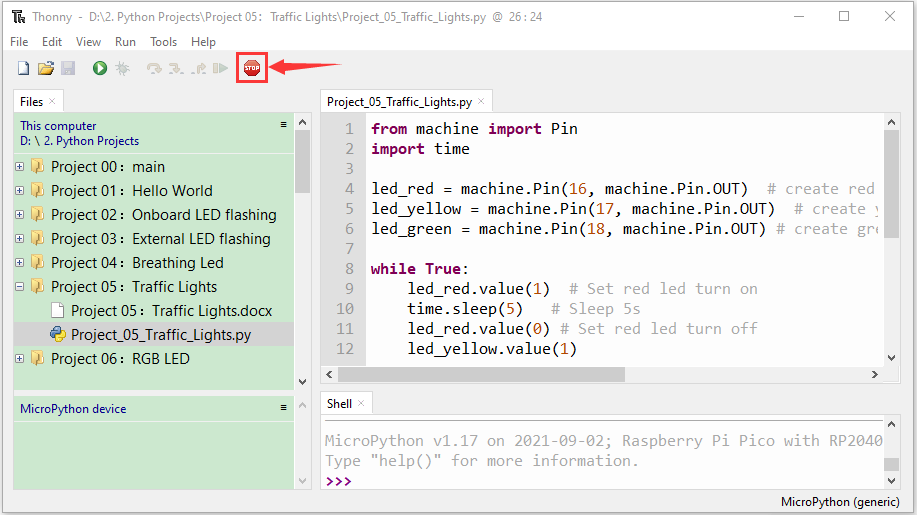 Thonny - D:\2. Python Projects\Project 05：Traffic Lights\Project_05_Traffic_Lights.py @ 26:24
File Edit View Run Tools Help
STOP
Files ×
This computer
D: \ 2. Python Projects
Project 00：main
Project 01：Hello World
Project 02：Onboard LED flashing
Project 03：External LED flashing
Project 04：Breathing Led
Project 05：Traffic Lights
Project 05：Traffic Lights.docx
Project_05_Traffic_Lights.py
Project 06：RGB LED
MicroPython device
Project_05_Traffic_Lights.py ×
1 from machine import Pin
2 import time
3
4 led_red = machine.Pin(16, machine.Pin.OUT)  # create red
5 led_yellow = machine.Pin(17, machine.Pin.OUT)  # create y
6 led_green = machine.Pin(18, machine.Pin.OUT) # create gre
7
8 while True:
9     led_red.value(1)  # Set red led turn on
10     time.sleep(5)   # Sleep 5s
11     led_red.value(0) # Set red led turn off
12     led_yellow.value(1)
Shell ×
MicroPython v1.17 on 2021-09-02; Raspberry Pi Pico with RP2040
Type "help()" for more information.
>>>
MicroPython (generic)